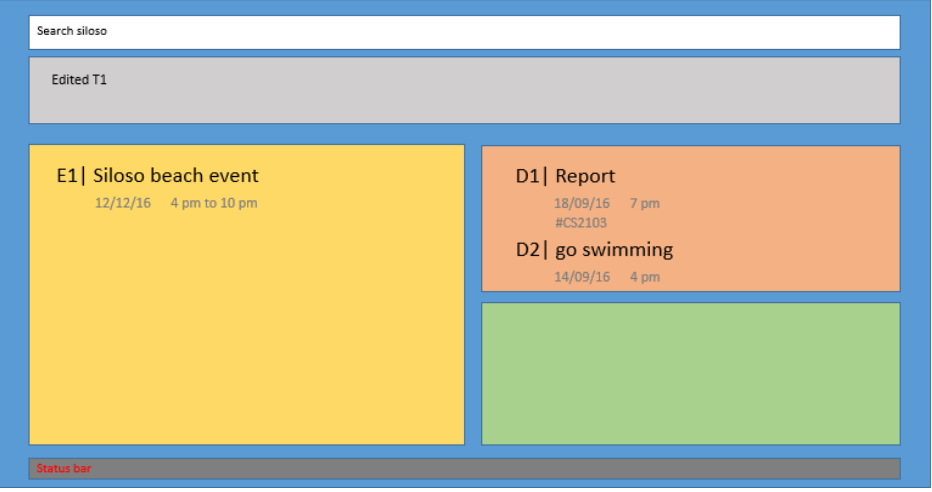 Search siloso
Edited T1
E1| Siloso beach event
12/12/16 4 pm to 10 pm
D1| Report
18/09/16 7 pm
#CS2103
D2| go swimming
14/09/16 4 pm
Status bar